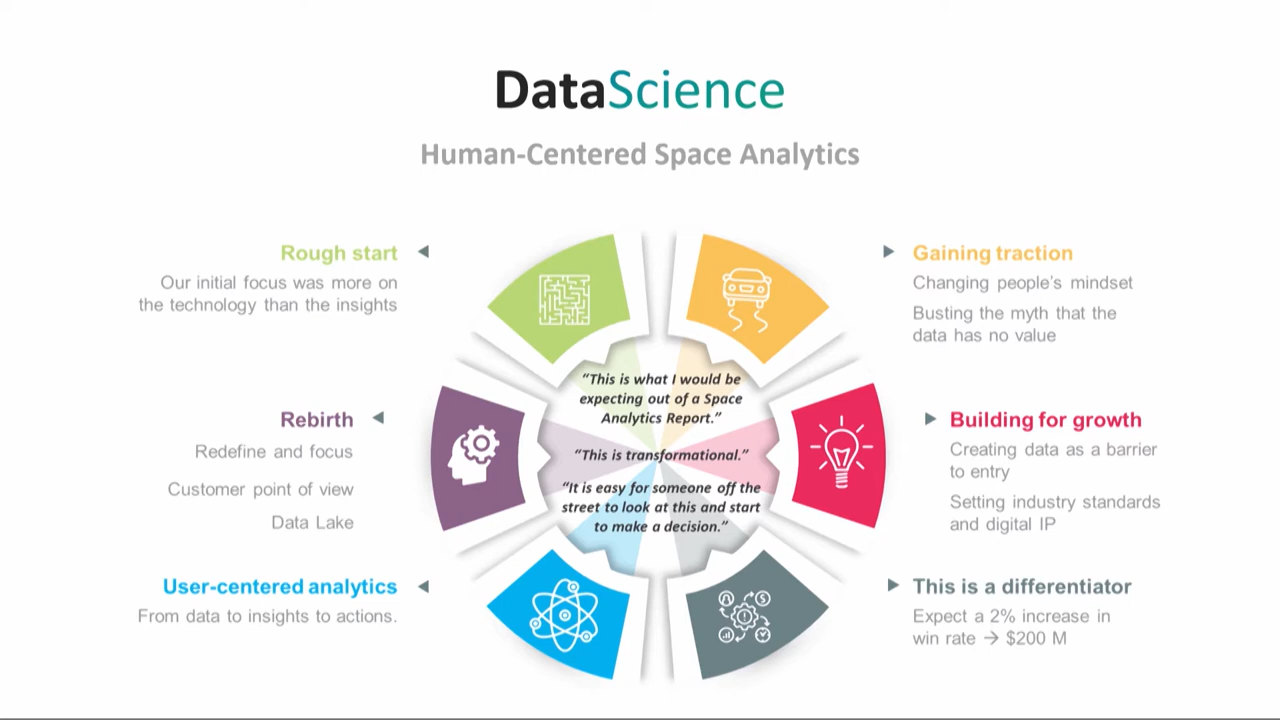 DataScience
Human-Centered Space Analytics
Rough start
Our initial focus was more on
the technology than the insights
Rebirth
Redefine and focus
Customer point of view
Data Lake
User-centered analytics
From data to insights to actions.
“This is what I would be
expecting out of a Space
Analytics Report.”
“This is transformational.”
“It is easy for someone off the
street to look at this and start
to make a decision.”
Gaining traction
Changing people’s mindset
Busting the myth that the
data has no value
Building for growth
Creating data as a barrier
to entry
Setting industry standards
and digital IP
This is a differentiator
Expect a 2% increase in
win rate → $200 M